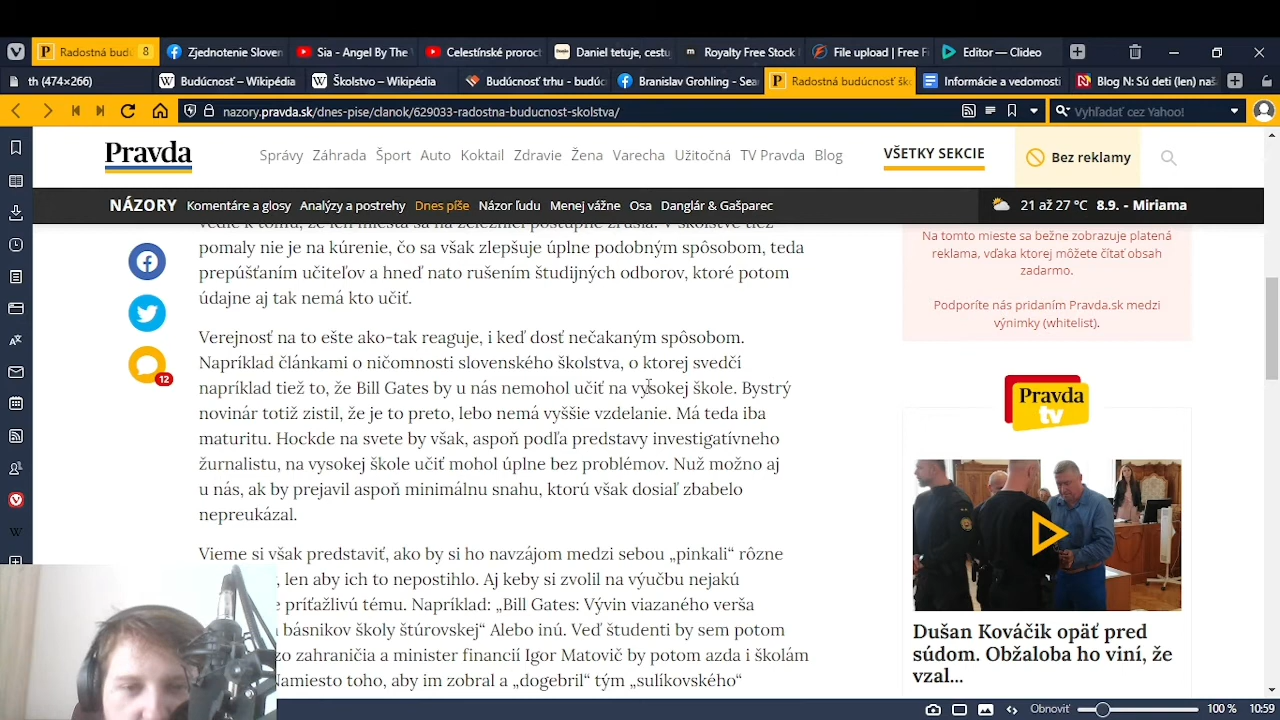 Radostná budú 8
Zjednotenie Sloven
Sia - Angel By The
Celestínské proroct
Daniel tetuje, cestu
Royalty Free Stock
File upload | Free F
Editor — Clideo
th (474×266)
Budúcnosť – Wikipédia
Školstvo – Wikipédia
Budúcnosť trhu - budúc
Branislav Grohling - Sear
Radostná budúcnosť ško
Informácie a vedomosti
Blog N: Sú deti (len) naš
nazory.pravda.sk/dnes-pise/clanok/629033-radostna-buducnost-skolstva/
Vyhľadať cez Yahoo!
Pravda
Správy Záhrada Šport Auto Koktail Zdravie Žena Varecha Užitočná TV Pravda Blog
VŠETKY SEKCIE
Bez reklamy
NÁZORY Komentáre a glosy Analýzy a postrehy Dnes píše Názor ľudu Menej vážne Osa Danglár & Gašparec
21 až 27 °C 8.9. - Miriama
vedie k tomu, že ich miesta sa na železnici postupne zrušia. V školstve tiež
pomaly nie je na kúrenie, čo sa však zlepšuje úplne podobným spôsobom, teda
prepúšťaním učiteľov a hneď nato rušením študijných odborov, ktoré potom
údajne aj tak nemá kto učiť.
Verejnosť na to ešte ako-tak reaguje, i keď dosť nečakaným spôsobom.
Napríklad článkami o ničomnosti slovenského školstva, o ktorej svedčí
napríklad tiež to, že Bill Gates by u nás nemohol učiť na vysokej škole. Bystrý
novinár totiž zistil, že je to preto, lebo nemá vyššie vzdelanie. Má teda iba
maturitu. Hockde na svete by však, aspoň podľa predstavy investigatívneho
žurnalistu, na vysokej škole učiť mohol úplne bez problémov. Nuž možno aj
u nás, ak by prejavil aspoň minimálnu snahu, ktorú však dosiaľ zbabelo
nepreukázal.
Vieme si však predstaviť, ako by si ho navzájom medzi sebou „pinkali“ rôzne
, len aby ich to nepostihlo. Aj keby si zvolil na výučbu nejakú
príťažlivú tému. Napríklad: „Bill Gates: Vývin viazaného verša
básnikov školy štúrovskej“ Alebo inú. Veď študenti by sem potom
zo zahraničia a minister financií Igor Matovič by potom azda i školám
Namiesto toho, aby im zobral a „dogebril“ tým „sulíkovského“
12
Na tomto mieste sa bežne zobrazuje platená
reklama, vďaka ktorej môžete čítať obsah
zadarmo.
Podporíte nás pridaním Pravda.sk medzi
výnimky (whitelist).
Pravda
tv
Dušan Kováčik opäť pred
súdom. Obžaloba ho viní, že
vzal...
Obnoviť 100 % 10:59